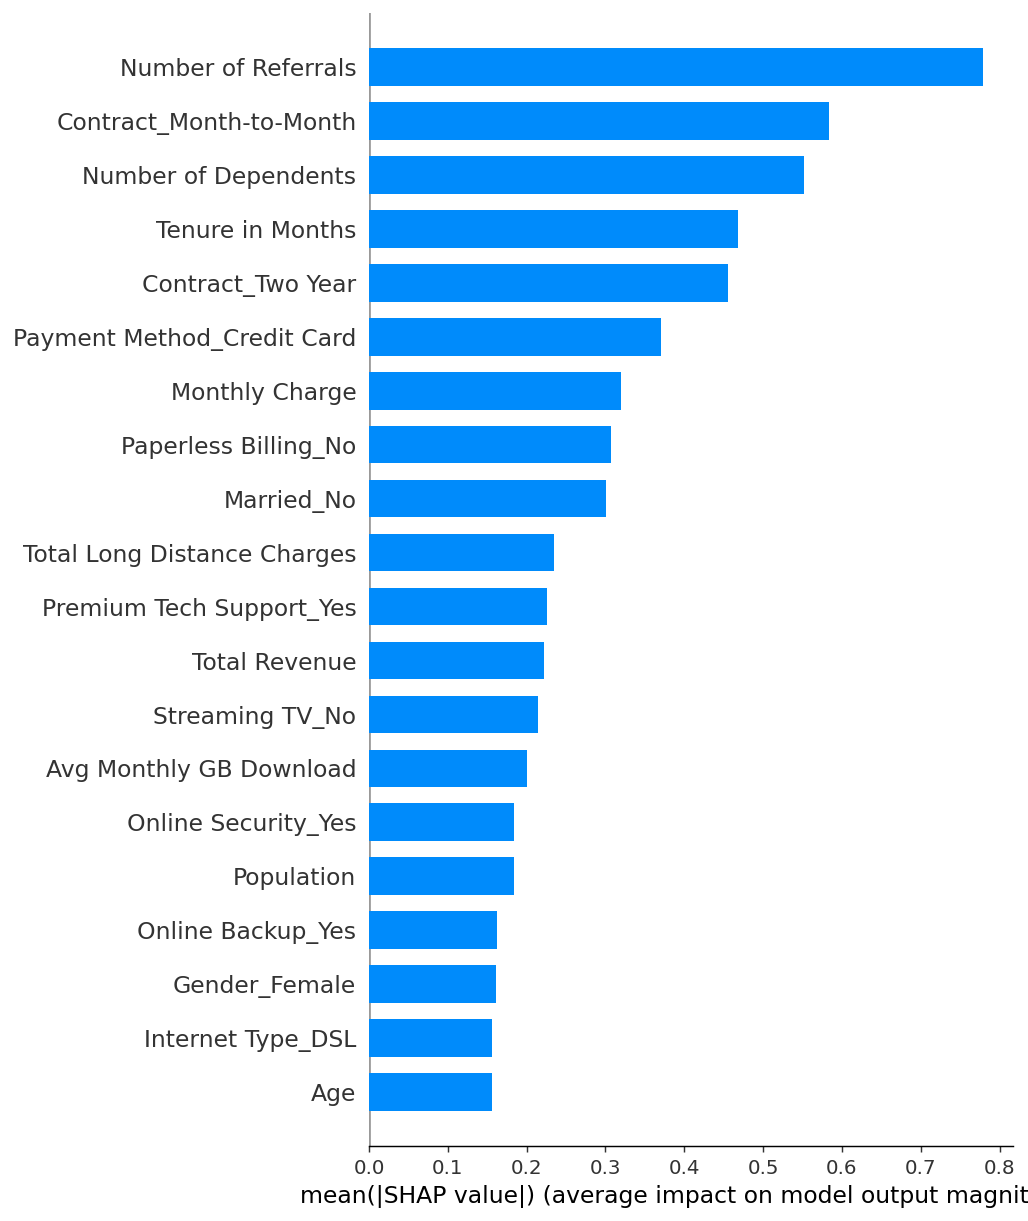 Number of Referrals
Contract_Month-to-Month
Number of Dependents
Tenure in Months
Contract_Two Year
Payment Method_Credit Card
Monthly Charge
Paperless Billing_No
Married_No
Total Long Distance Charges
Premium Tech Support_Yes
Total Revenue
Streaming TV_No
Avg Monthly GB Download
Online Security_Yes
Population
Online Backup_Yes
Gender_Female
Internet Type_DSL
Age
0.0 0.1 0.2 0.3 0.4 0.5 0.6 0.7 0.8
mean(|SHAP value|) (average impact on model output magnit